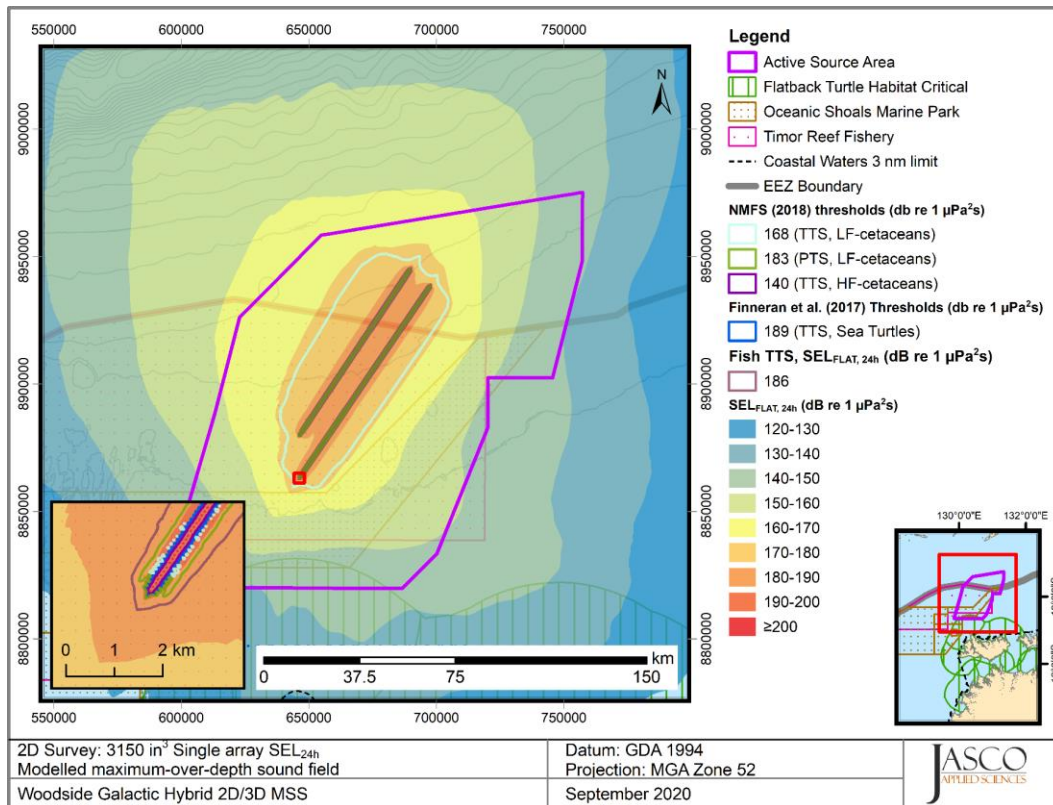 550000 600000 650000 700000 750000
9000000
8950000
8900000
8850000
8800000
N
9000000
8950000
8900000
8850000
8800000
0 1 2 km
km
0 37.5 75 150
550000 600000 650000 700000 750000
Legend
Active Source Area
Flatback Turtle Habitat Critical
Oceanic Shoals Marine Park
Timor Reef Fishery
Coastal Waters 3 nm limit
EEZ Boundary
NMFS (2018) thresholds (db re 1 µPa²s)
168 (TTS, LF-cetaceans)
183 (PTS, LF-cetaceans)
140 (TTS, HF-cetaceans)
Finneran et al. (2017) Thresholds (db re 1 µPa²s)
189 (TTS, Sea Turtles)
Fish TTS, SELFLAT, 24h (dB re 1 µPa²s)
186
SELFLAT, 24h (dB re 1 µPa²s)
120-130
130-140
140-150
150-160
160-170
170-180
180-190
190-200
≥200
130°0'0"E 132°0'0"E
2D Survey: 3150 in³ Single array SEL24h
Modelled maximum-over-depth sound field
Woodside Galactic Hybrid 2D/3D MSS
Datum: GDA 1994
Projection: MGA Zone 52
September 2020
JASCO
APPLIED SCIENCES